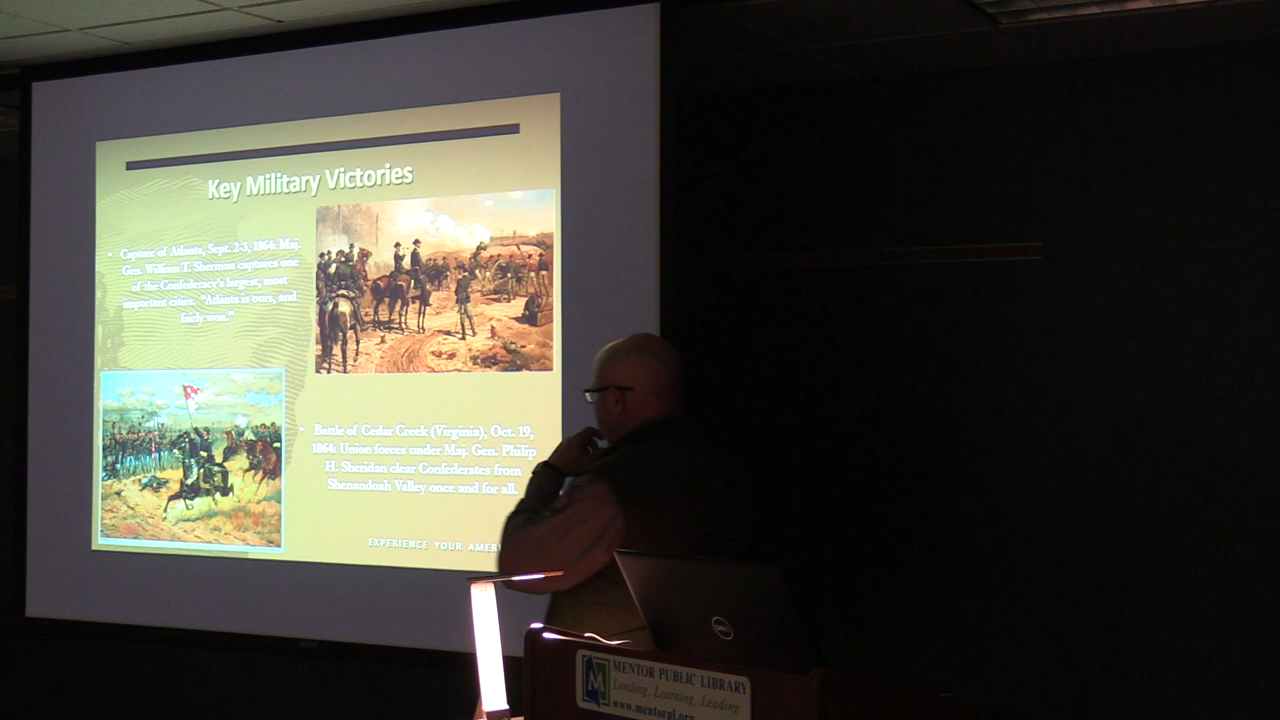 Key Military Victories
• Capture of Atlanta, Sept. 2-3, 1864: Maj.
Gen. William T. Sherman captures one
of the Confederacy's largest, most
important cities. "Atlanta is ours, and
fairly won."
• Battle of Cedar Creek (Virginia), Oct. 19,
1864: Union forces under Maj. Gen. Philip
H. Sheridan clear Confederates from
Shenandoah Valley once and for all.
EXPERIENCE YOUR AMER
DELL
M
MENTOR PUBLIC LIBRARY
Lending, Learning, Leading
www.mentorpl.org